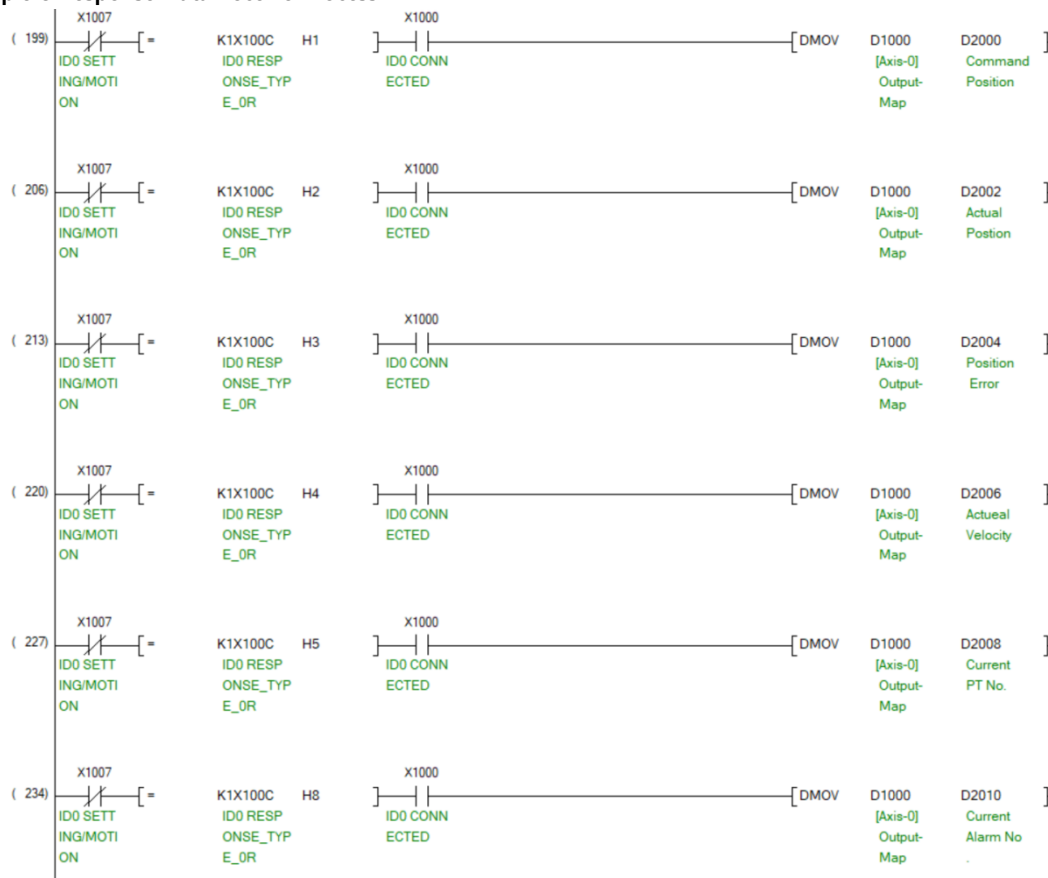 X1007 X1000
( 199) [ = K1X100C H1 ] [ DMOV D1000 D2000 ]
ID0 SETT ID0 RESP ID0 CONN [Axis-0] Command
ING/MOTI ONSE_TYP ECTED Output- Position
ON E_0R Map
X1007 X1000
( 206) [ = K1X100C H2 ] [ DMOV D1000 D2002 ]
ID0 SETT ID0 RESP ID0 CONN [Axis-0] Actual
ING/MOTI ONSE_TYP ECTED Output- Postion
ON E_0R Map
X1007 X1000
( 213) [ = K1X100C H3 ] [ DMOV D1000 D2004 ]
ID0 SETT ID0 RESP ID0 CONN [Axis-0] Position
ING/MOTI ONSE_TYP ECTED Output- Error
ON E_0R Map
X1007 X1000
( 220) [ = K1X100C H4 ] [ DMOV D1000 D2006 ]
ID0 SETT ID0 RESP ID0 CONN [Axis-0] Actueal
ING/MOTI ONSE_TYP ECTED Output- Velocity
ON E_0R Map
X1007 X1000
( 227) [ = K1X100C H5 ] [ DMOV D1000 D2008 ]
ID0 SETT ID0 RESP ID0 CONN [Axis-0] Current
ING/MOTI ONSE_TYP ECTED Output- PT No.
ON E_0R Map
X1007 X1000
( 234) [ = K1X100C H8 ] [ DMOV D1000 D2010 ]
ID0 SETT ID0 RESP ID0 CONN [Axis-0] Current
ING/MOTI ONSE_TYP ECTED Output- Alarm No
ON E_0R Map .